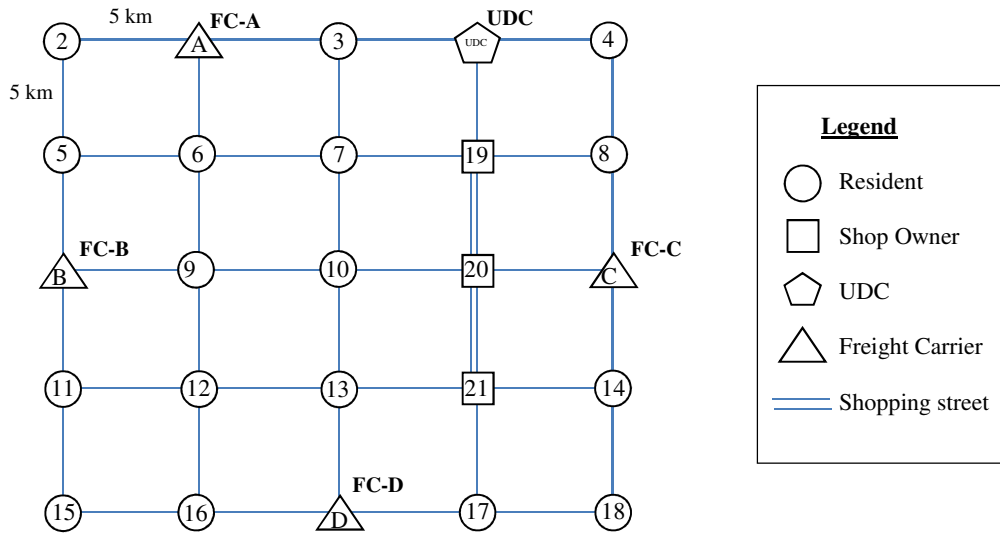 5 km
FC-A
UDC
2
A
3
UDC
4
5 km
5
6
7
19
8
FC-B
FC-C
B
9
10
20
C
11
12
13
21
14
FC-D
15
16
D
17
18
Legend
Resident
Shop Owner
UDC
Freight Carrier
Shopping street